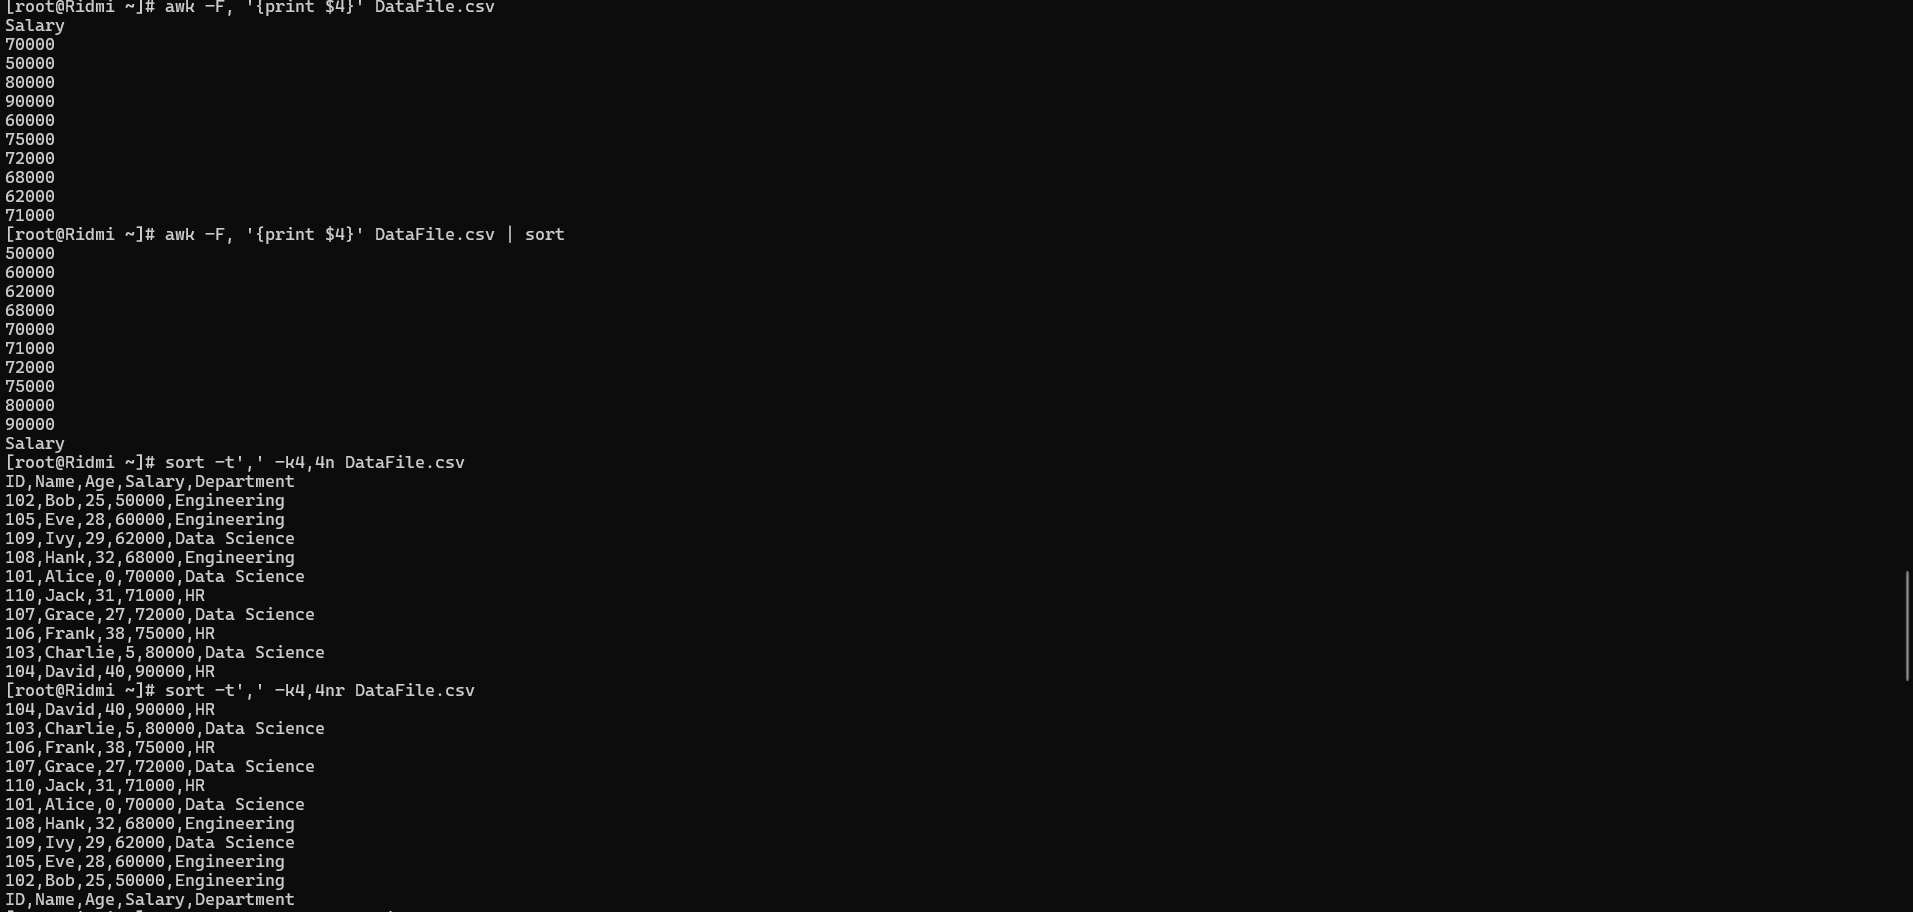 [root@Ridmi ~]# awk -F, '{print $4}' DataFile.csv
Salary
70000
50000
80000
90000
60000
75000
72000
68000
62000
71000
[root@Ridmi ~]# awk -F, '{print $4}' DataFile.csv | sort
50000
60000
62000
68000
70000
71000
72000
75000
80000
90000
Salary
[root@Ridmi ~]# sort -t',' -k4,4n DataFile.csv
ID,Name,Age,Salary,Department
102,Bob,25,50000,Engineering
105,Eve,28,60000,Engineering
109,Ivy,29,62000,Data Science
108,Hank,32,68000,Engineering
101,Alice,0,70000,Data Science
110,Jack,31,71000,HR
107,Grace,27,72000,Data Science
106,Frank,38,75000,HR
103,Charlie,5,80000,Data Science
104,David,40,90000,HR
[root@Ridmi ~]# sort -t',' -k4,4nr DataFile.csv
104,David,40,90000,HR
103,Charlie,5,80000,Data Science
106,Frank,38,75000,HR
107,Grace,27,72000,Data Science
110,Jack,31,71000,HR
101,Alice,0,70000,Data Science
108,Hank,32,68000,Engineering
109,Ivy,29,62000,Data Science
105,Eve,28,60000,Engineering
102,Bob,25,50000,Engineering
ID,Name,Age,Salary,Department